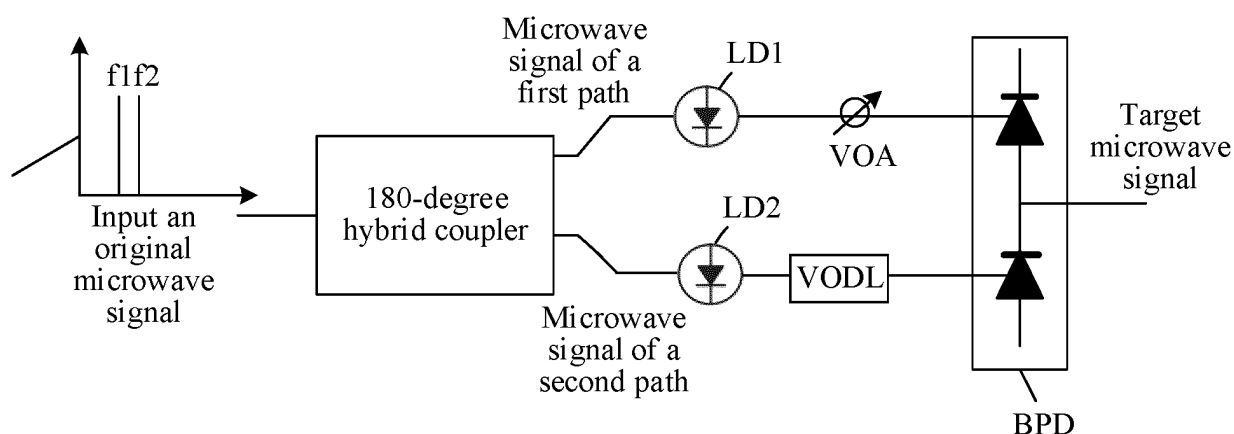 f1f2
Input an
original
microwave
signal
180-degree
hybrid coupler
Microwave
signal of a
first path
LD1
VOA
Microwave
signal of a
second path
LD2
VODL
Target
microwave
signal
BPD